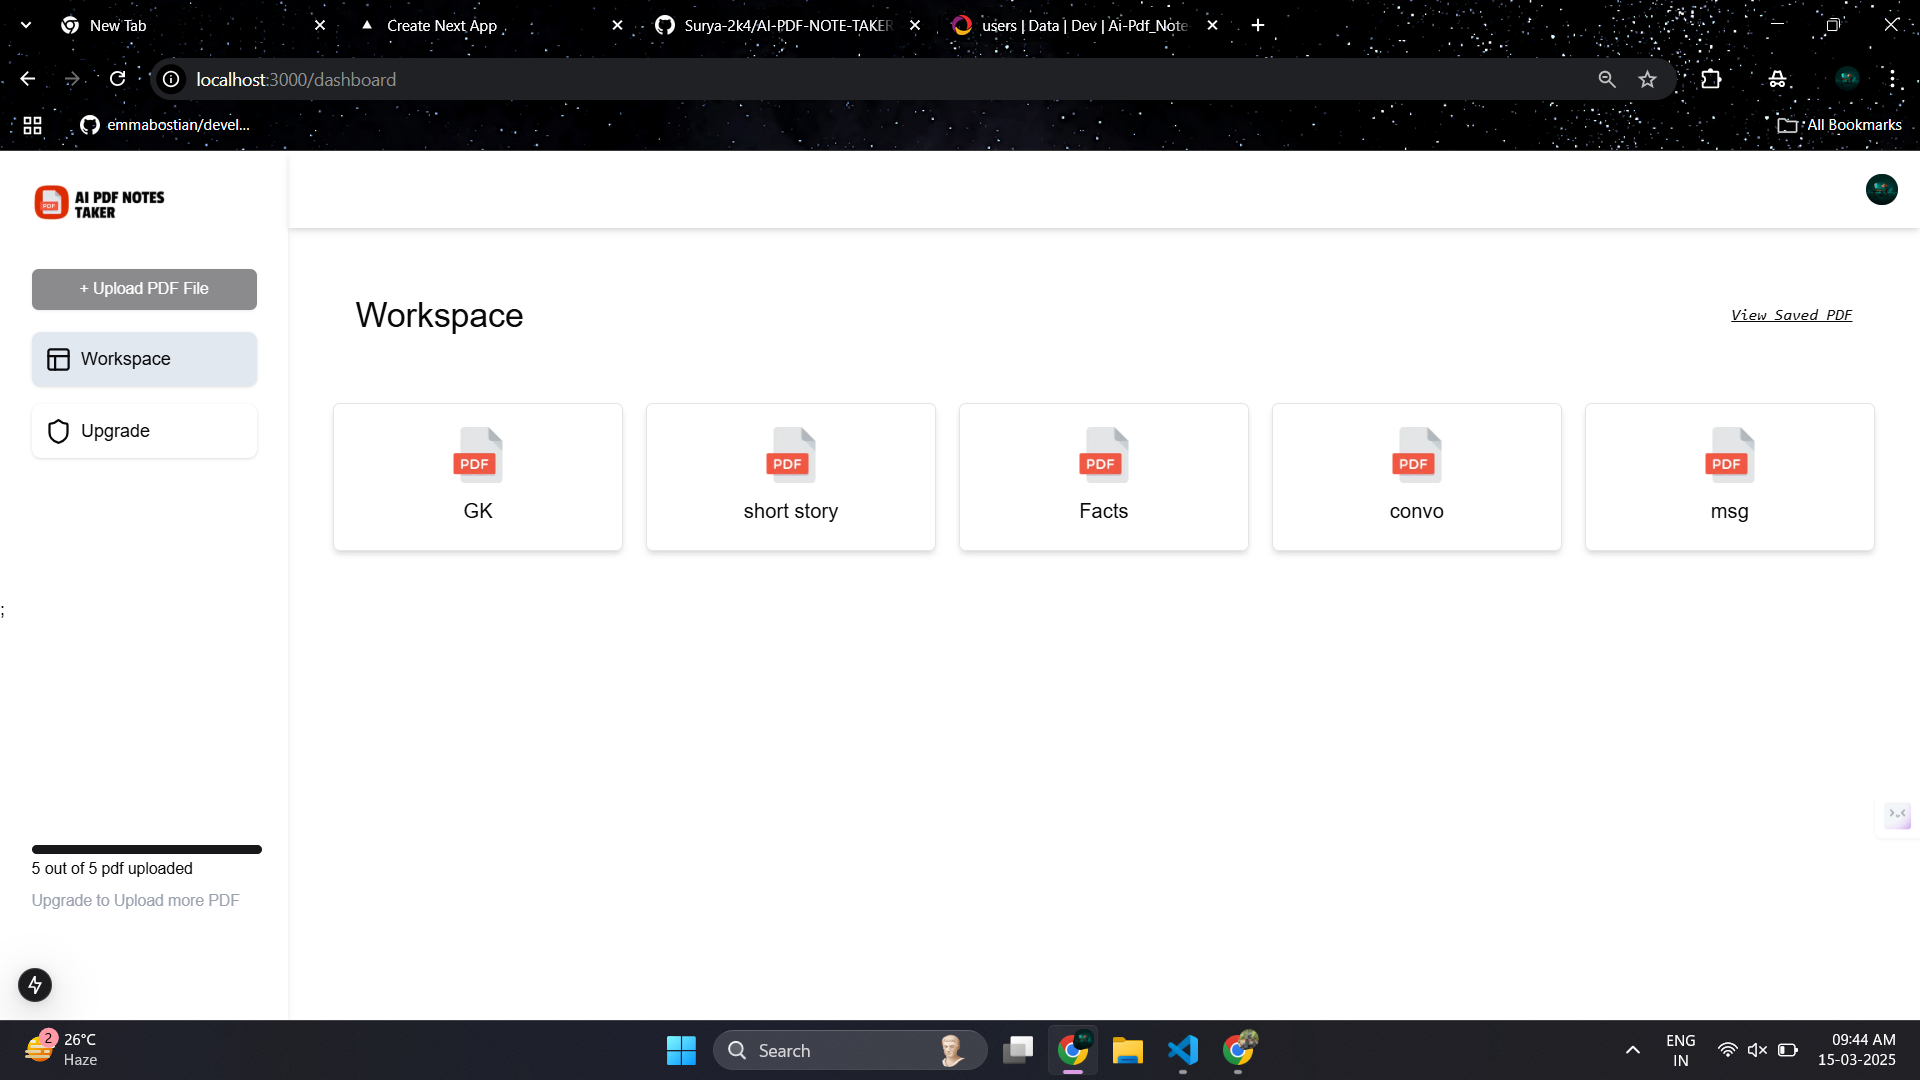 New Tab
Create Next App
Surya-2k4/AI-PDF-NOTE-TAKER
users | Data | Dev | Ai-Pdf_Note
localhost:3000/dashboard
emmabostian/devel...
All Bookmarks
PDF
AI PDF NOTES
TAKER
+ Upload PDF File
Workspace
Upgrade
Workspace
View Saved PDF
PDF
GK
PDF
short story
PDF
Facts
PDF
convo
PDF
msg
;
5 out of 5 pdf uploaded
Upgrade to Upload more PDF
2
26°C
Haze
Search
ENG
IN
09:44 AM
15-03-2025